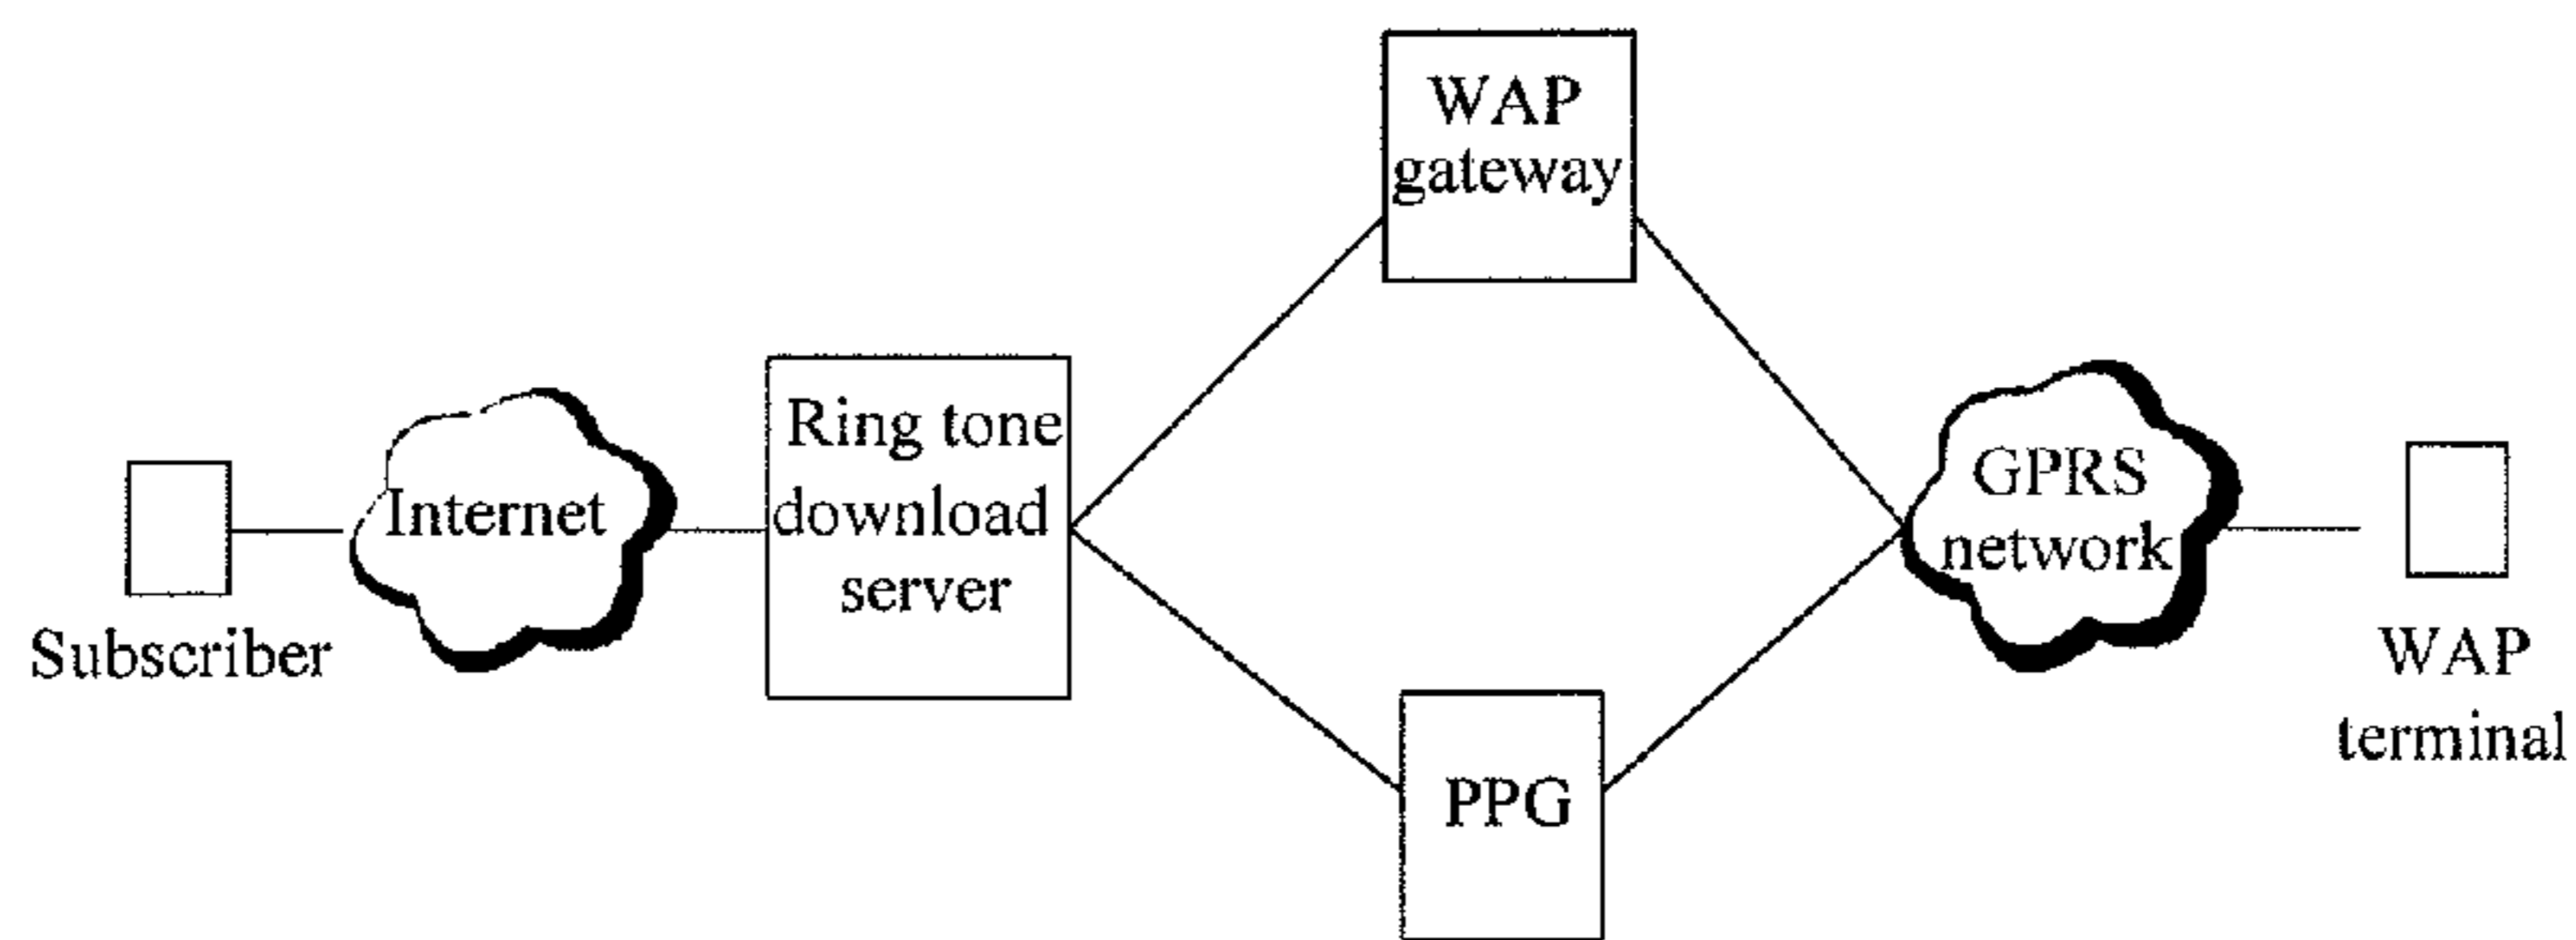 WAP
gateway
Ring tone
download
server
Internet
Subscriber
GPRS
network
WAP
terminal
PPG